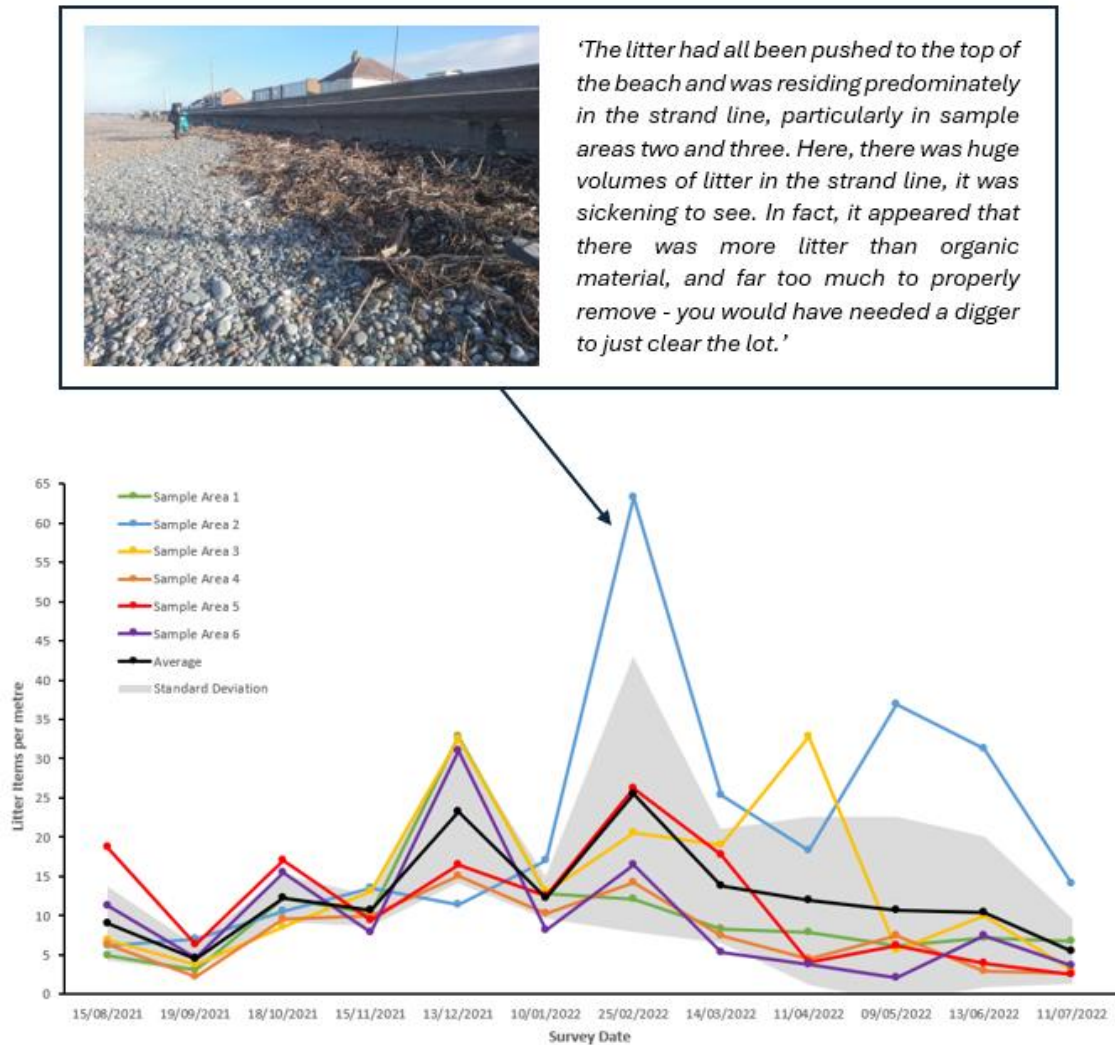 ‘The litter had all been pushed to the top of
the beach and was residing predominately
in the strand line, particularly in sample
areas two and three. Here, there was huge
volumes of litter in the strand line, it was
sickening to see. In fact, it appeared that
there was more litter than organic
material, and far too much to properly
remove - you would have needed a digger
to just clear the lot.’
65
60
55
50
45
40
35
30
25
20
15
10
5
0
Litter Items per metre
Sample Area 1
Sample Area 2
Sample Area 3
Sample Area 4
Sample Area 5
Sample Area 6
Average
Standard Deviation
15/08/2021 19/09/2021 18/10/2021 15/11/2021 13/12/2021 10/01/2022 25/02/2022 14/03/2022 11/04/2022 09/05/2022 13/06/2022 11/07/2022
Survey Date